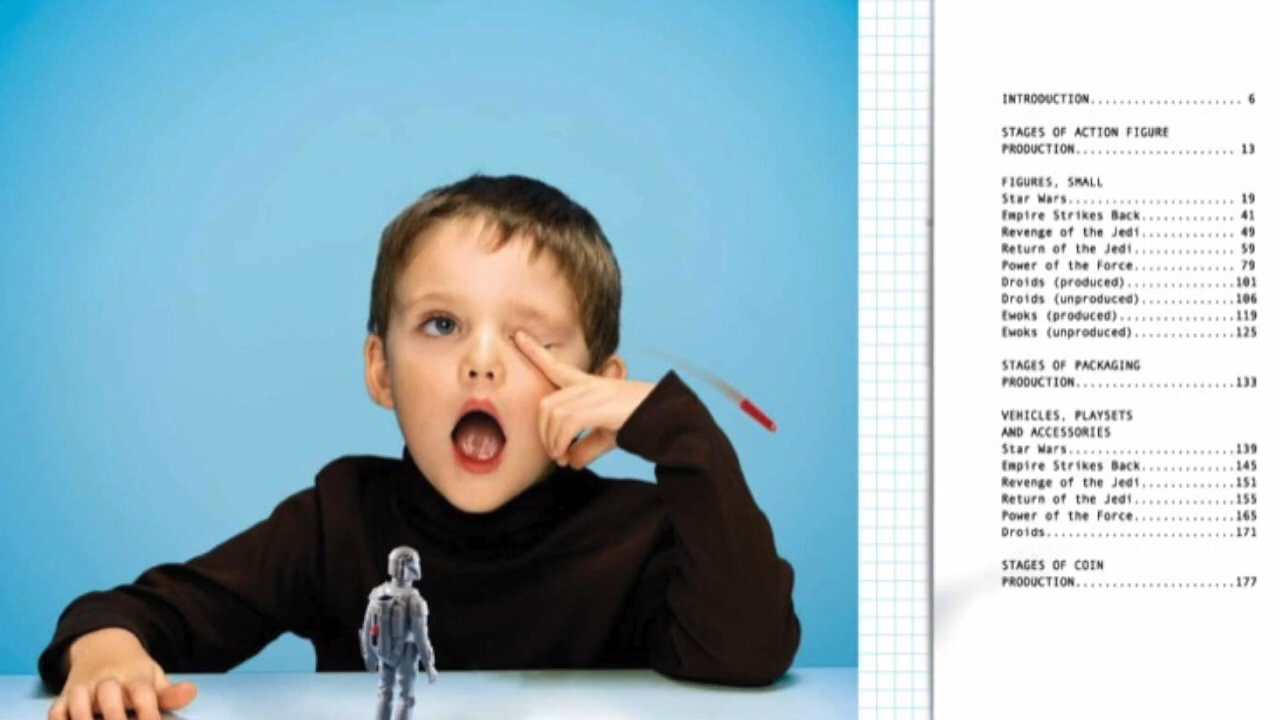 INTRODUCTION..................... 6
STAGES OF ACTION FIGURE
PRODUCTION...................... 13
FIGURES, SMALL
Star Wars....................... 19
Empire Strikes Back............. 41
Revenge of the Jedi............. 49
Return of the Jedi.............. 59
Power of the Force.............. 79
Droids (produced)...............101
Droids (unproduced).............106
Ewoks (produced)................119
Ewoks (unproduced)..............125
STAGES OF PACKAGING
PRODUCTION......................133
VEHICLES, PLAYSETS
AND ACCESSORIES
Star Wars.......................139
Empire Strikes Back.............145
Revenge of the Jedi.............151
Return of the Jedi..............155
Power of the Force..............165
Droids..........................171
STAGES OF COIN
PRODUCTION......................177